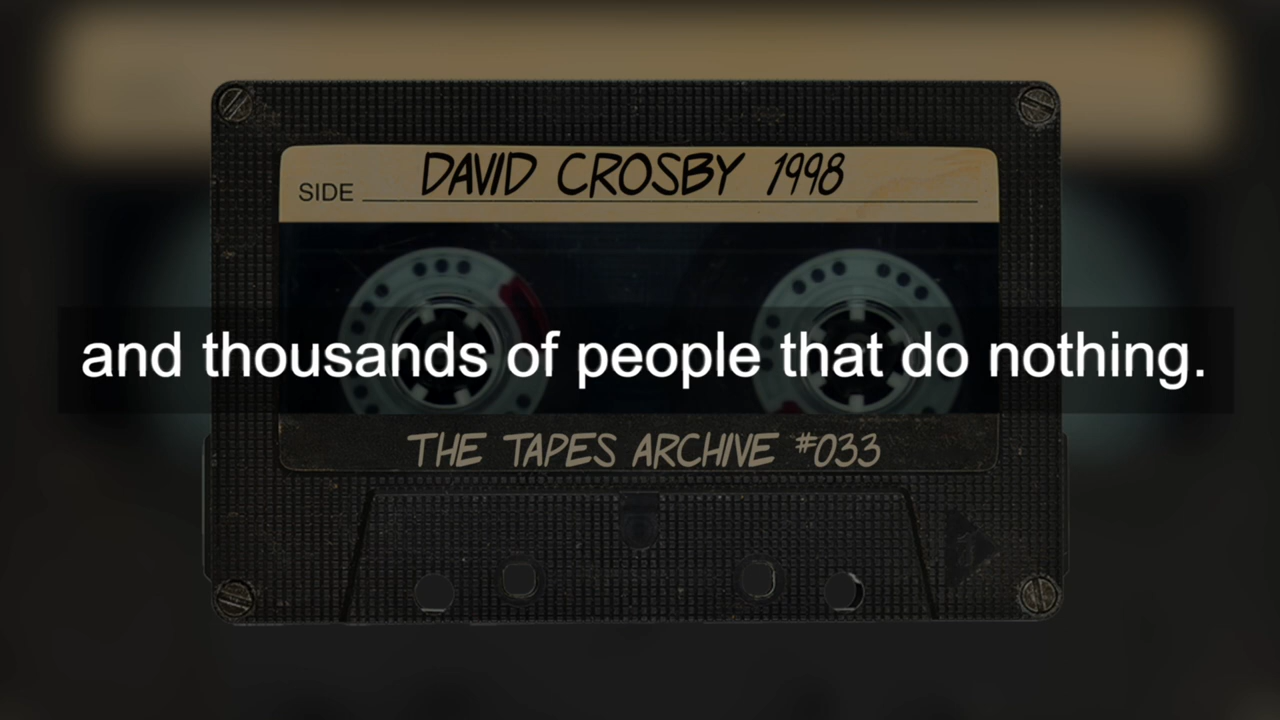 DAVID CROSBY 1998
SIDE
and thousands of people that do nothing.
THE TAPES ARCHIVE #033